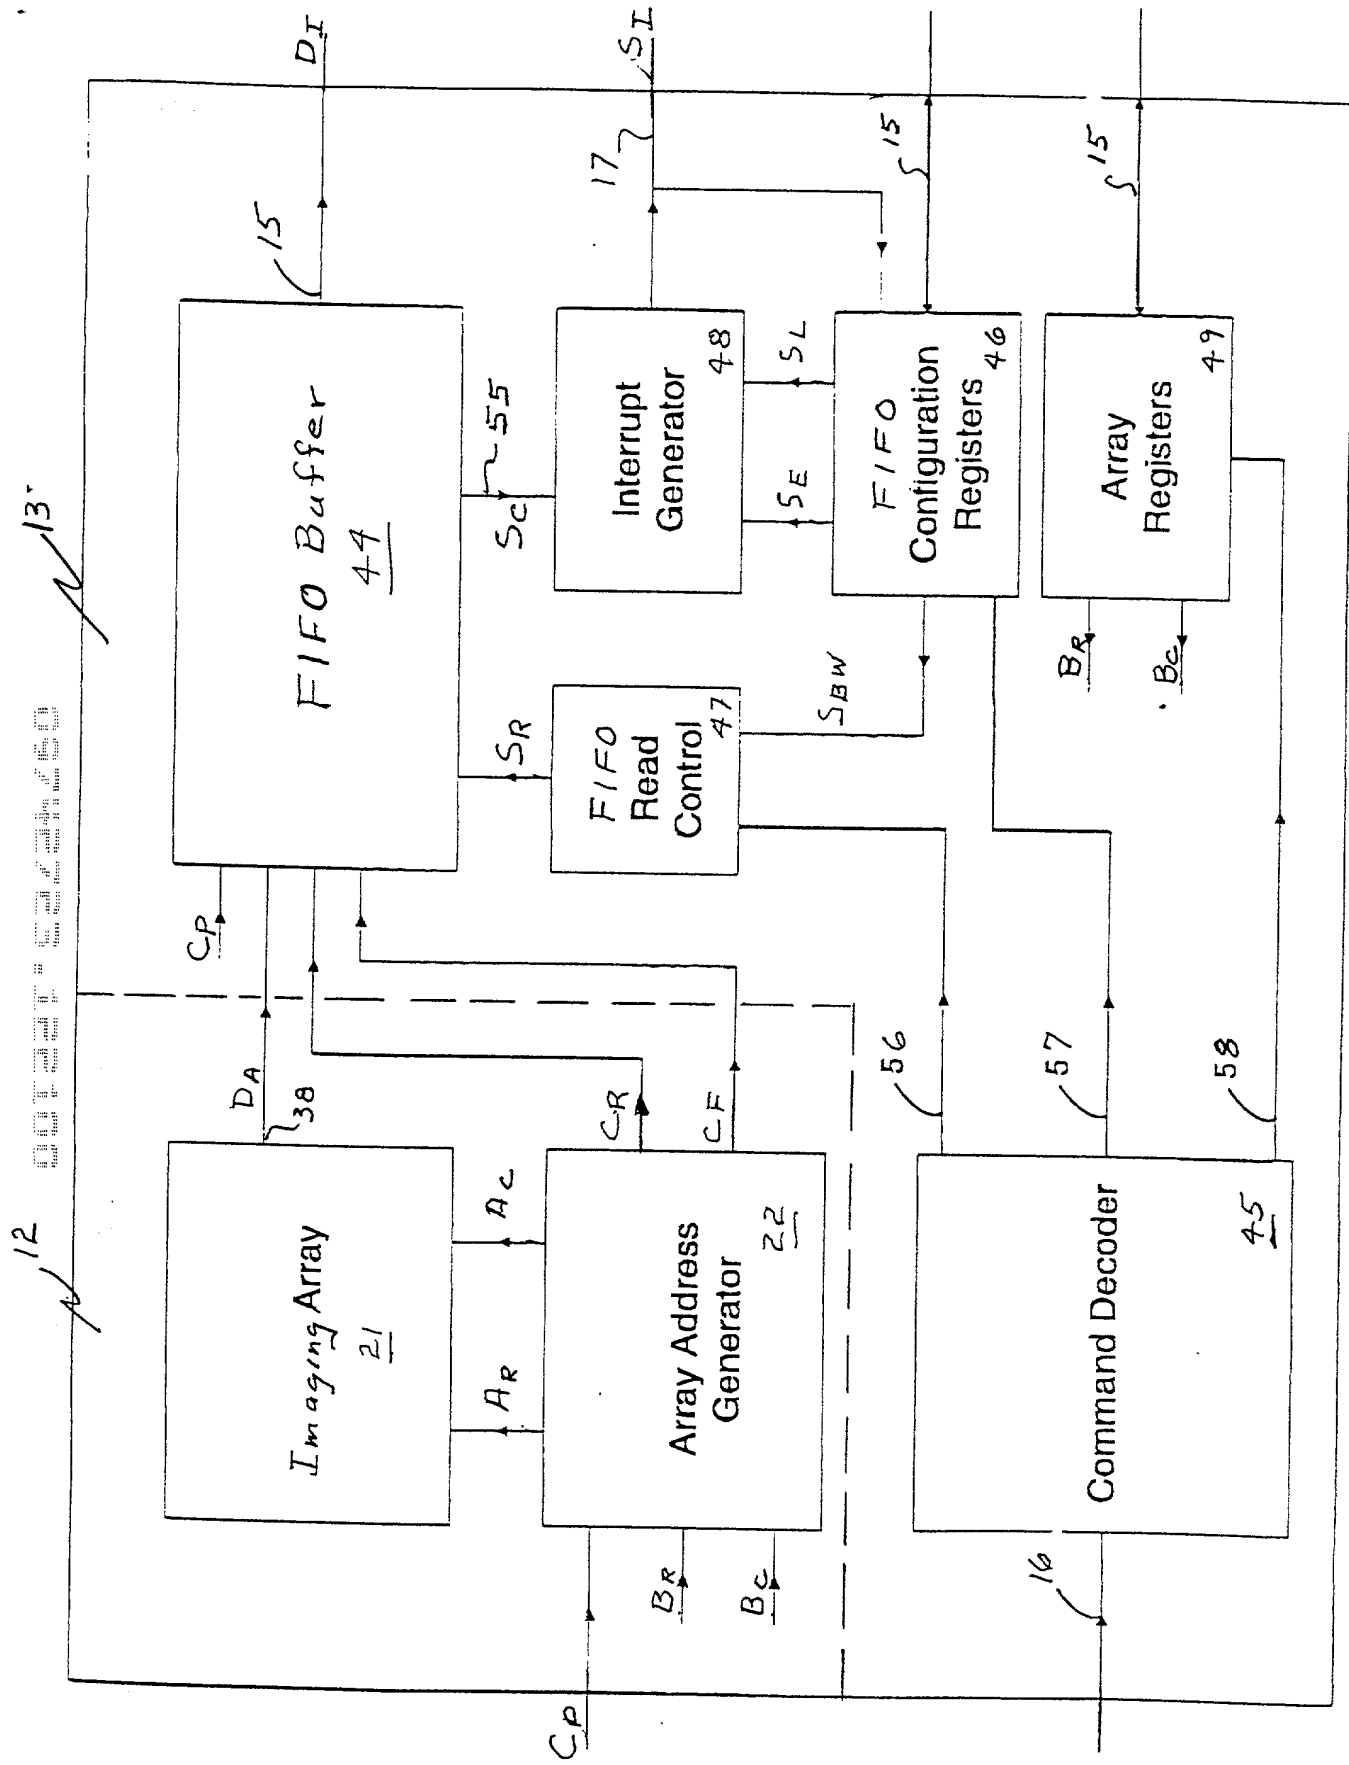 12
13
Imaging Array
21
DA
38
CP
FIFO Buffer
44
15
DI
AR
AC
SR
SC
55
Array Address
Generator
22
CP
BR
BC
CR
CF
FIFO
Read
Control
47
Interrupt
Generator
48
17
SI
SBW
SE
SL
FIFO
Configuration
Registers
46
15
16
Command Decoder
45
56
57
58
BR
BC
Array
Registers
49
15